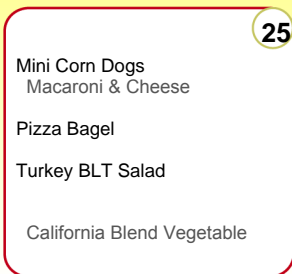 25
Mini Corn Dogs
Macaroni & Cheese
Pizza Bagel
Turkey BLT Salad
California Blend Vegetable